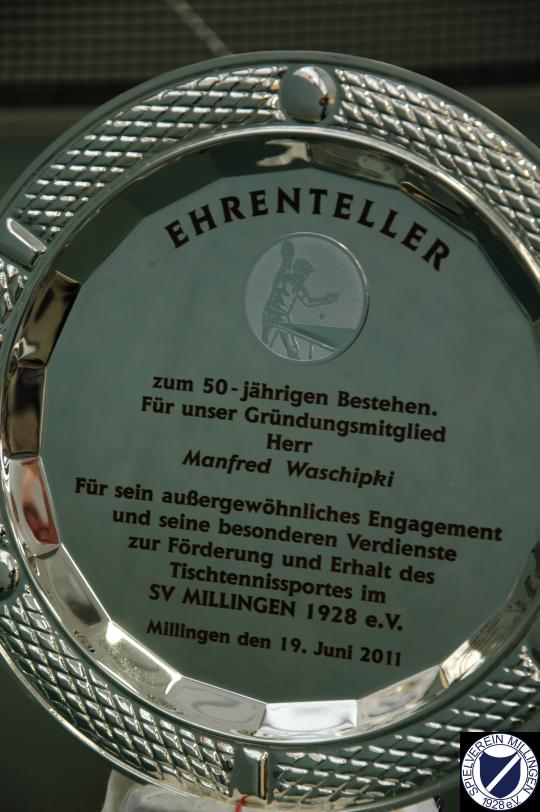 EHRENTELLER
zum 50-jährigen Bestehen.
Für unser Gründungsmitglied
Herr
Manfred Waschipki
Für sein außergewöhnliches Engagement
und seine besonderen Verdienste
zur Förderung und Erhalt des
Tischtennissportes im
SV MILLINGEN 1928 e.V.
Millingen den 19. Juni 2011
SPIELVEREIN MILLINGEN
1928 e.V.